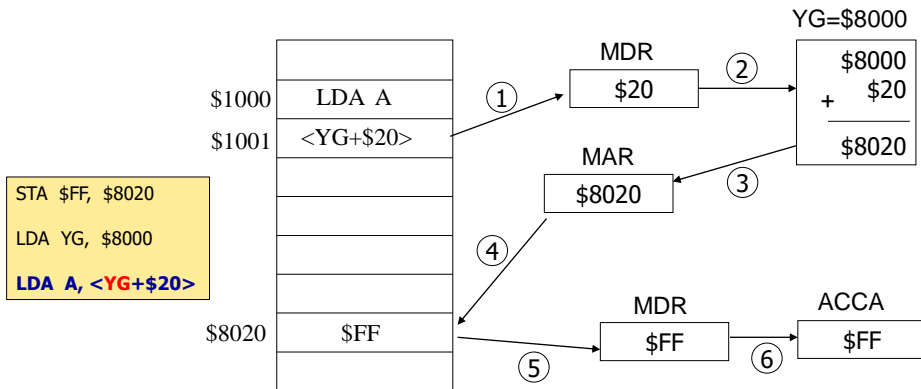 YG=$8000
MDR
$8000
$20
+
$8020
②
$20
①
$1000
LDA A
$1001
<YG+$20>
MAR
$8020
③
STA $FF, $8020
LDA YG, $8000
LDA A, <YG+$20>
④
$8020
$FF
MDR
$FF
⑤
⑥
ACCA
$FF